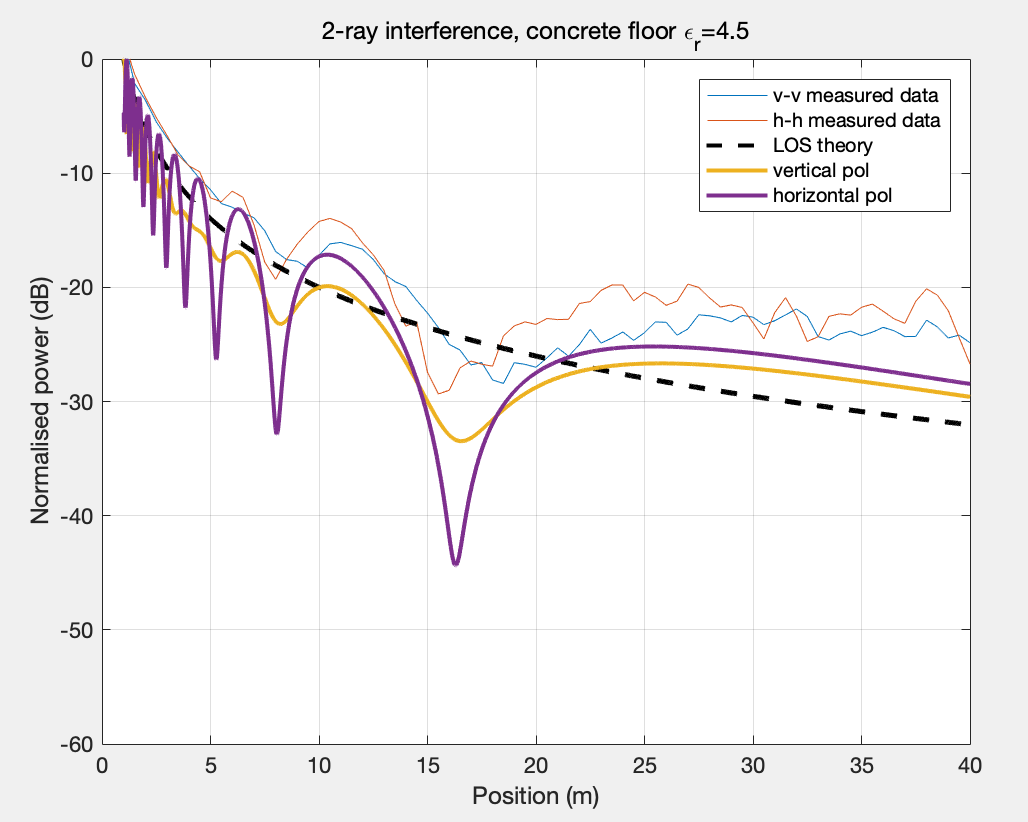 2-ray interference, concrete floor ϵr=4.5
v-v measured data
h-h measured data
LOS theory
vertical pol
horizontal pol
Normalised power (dB)
0
-10
-20
-30
-40
-50
-60
0 5 10 15 20 25 30 35 40
Position (m)